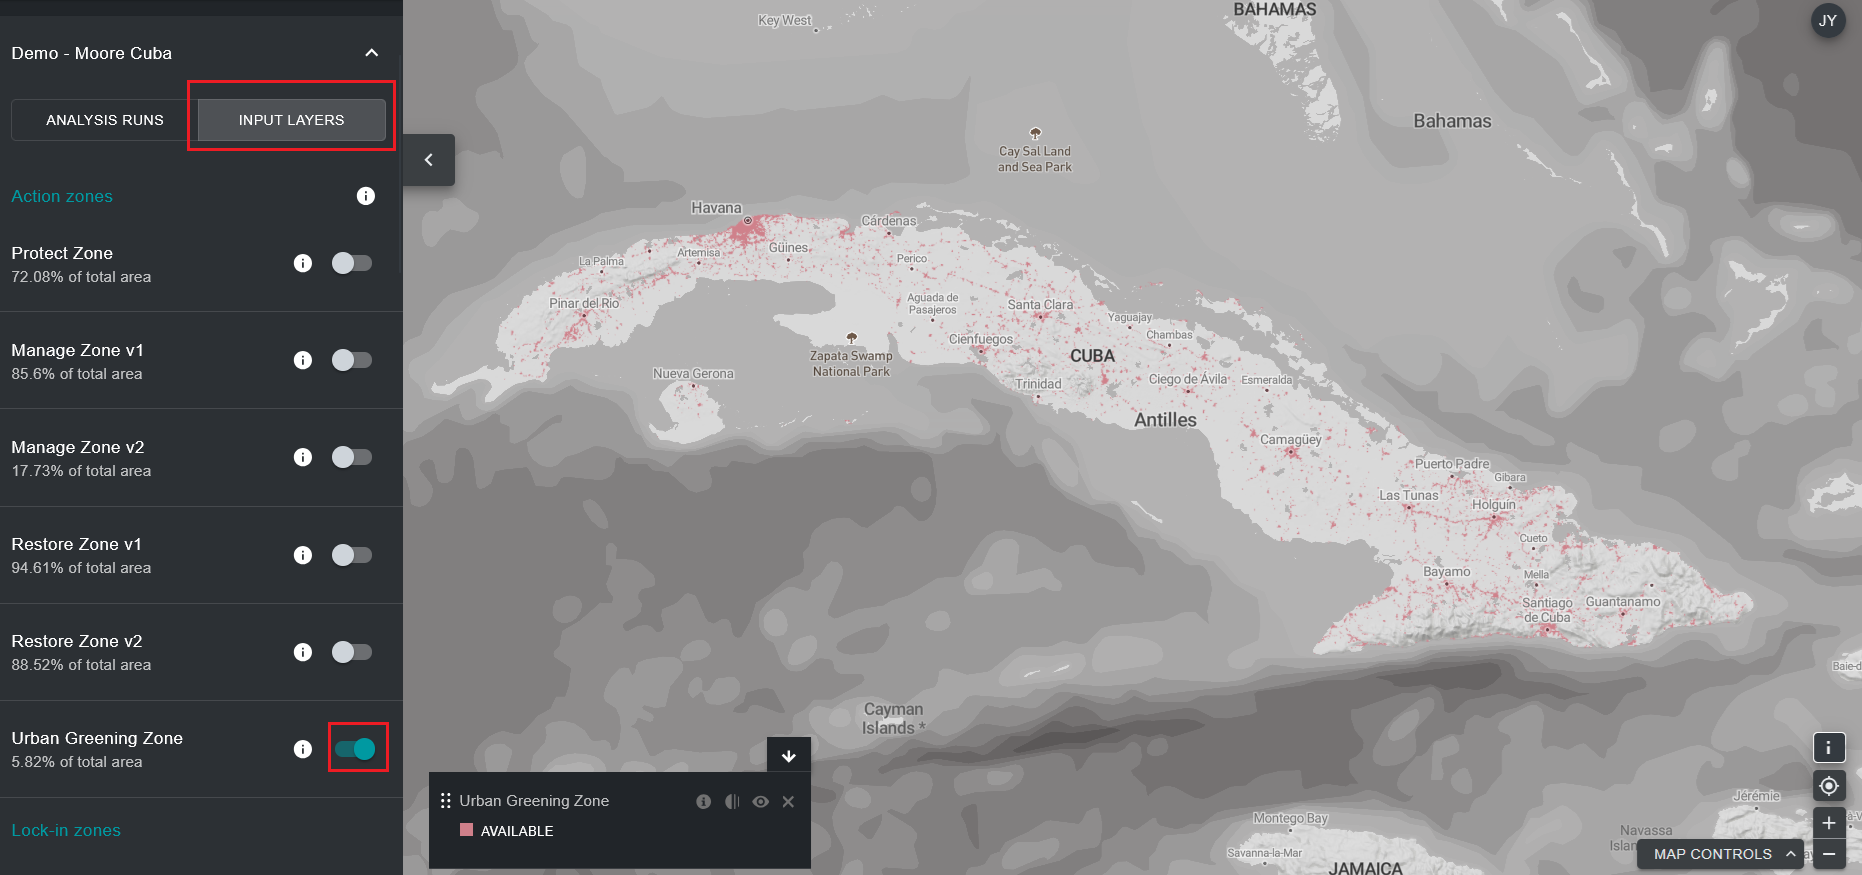 Demo - Moore Cuba
ANALYSIS RUNS
INPUT LAYERS
Action zones
Protect Zone
72.08% of total area
Manage Zone v1
85.6% of total area
Manage Zone v2
17.73% of total area
Restore Zone v1
94.61% of total area
Restore Zone v2
88.52% of total area
Urban Greening Zone
5.82% of total area
Lock-in zones
Key West
BAHAMAS
JY
Bahamas
Cay Sal Land
and Sea Park
Havana
Cárdenas
Güines
Artemisa
La Palma
Perico
Pinar del Rio
Aguada de
Pasajeros
Santa Clara
Yaguajay
Chambas
Cienfuegos
Zapata Swamp
National Park
CUBA
Nueva Gerona
Trinidad
Ciego de Ávila
Esmeralda
Antilles
Camagüey
Puerto Padre
Gibara
Las Tunas
Holguín
Cueto
Bayamo
Mella
Santiago
de Cuba
Guantanamo
Baie-d
Cayman
Islands *
Urban Greening Zone
AVAILABLE
Jérémie
Montego Bay
Navassa
Islan
Savanna-la-Mar
JAMAICA
MAP CONTROLS